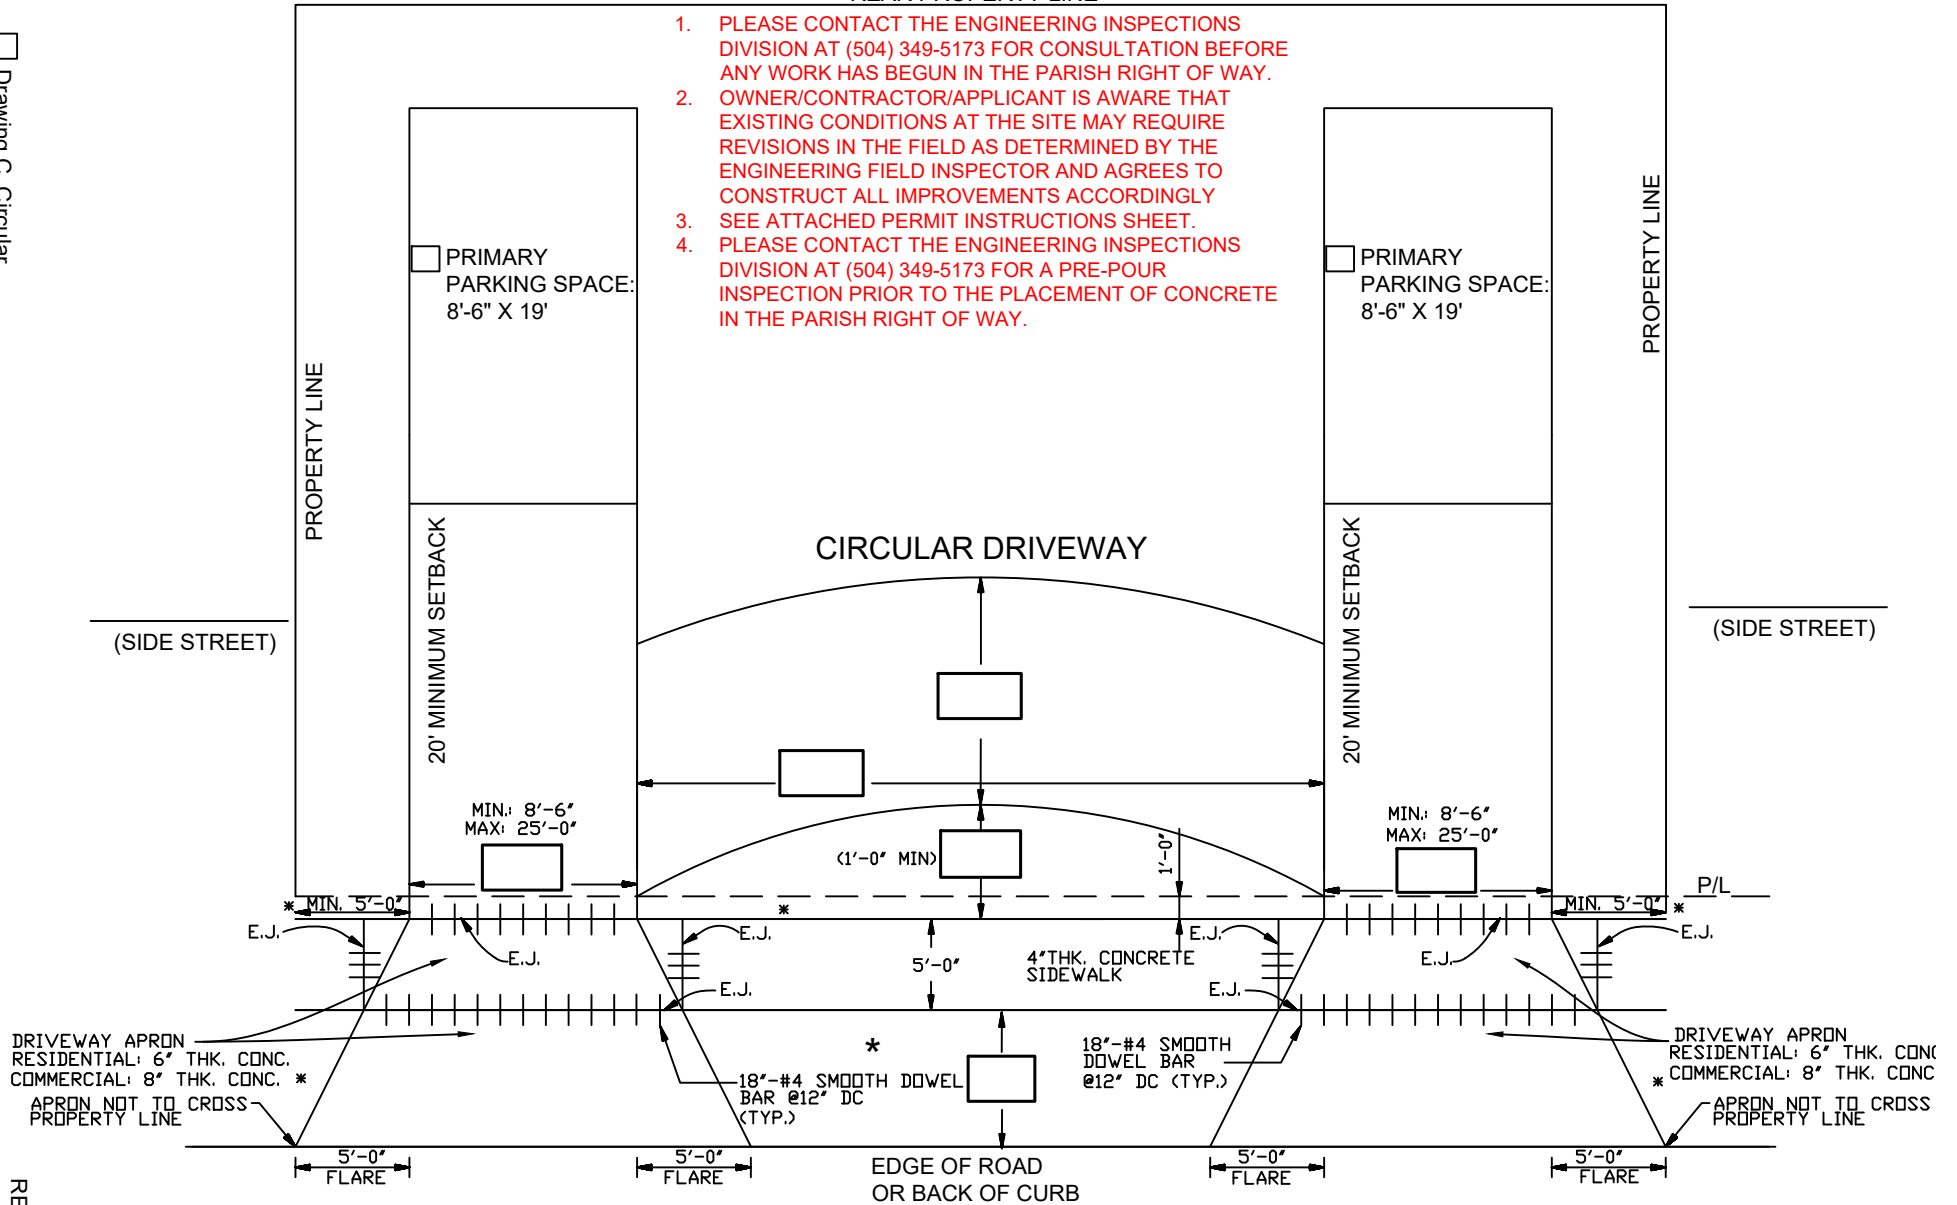 REAR PROPERTY LINE
1. PLEASE CONTACT THE ENGINEERING INSPECTIONS
DIVISION AT (504) 349-5173 FOR CONSULTATION BEFORE
ANY WORK HAS BEGUN IN THE PARISH RIGHT OF WAY.
2. OWNER/CONTRACTOR/APPLICANT IS AWARE THAT
EXISTING CONDITIONS AT THE SITE MAY REQUIRE
REVISIONS IN THE FIELD AS DETERMINED BY THE
ENGINEERING FIELD INSPECTOR AND AGREES TO
CONSTRUCT ALL IMPROVEMENTS ACCORDINGLY
3. SEE ATTACHED PERMIT INSTRUCTIONS SHEET.
4. PLEASE CONTACT THE ENGINEERING INSPECTIONS
DIVISION AT (504) 349-5173 FOR A PRE-POUR
INSPECTION PRIOR TO THE PLACEMENT OF CONCRETE
IN THE PARISH RIGHT OF WAY.
Drawing C. Circular
PRIMARY
PARKING SPACE:
8'-6" X 19'
PRIMARY
PARKING SPACE:
8'-6" X 19'
PROPERTY LINE
PROPERTY LINE
20' MINIMUM SETBACK
20' MINIMUM SETBACK
CIRCULAR DRIVEWAY
(SIDE STREET)
(SIDE STREET)
MIN.: 8'-6"
MAX: 25'-0"
MIN.: 8'-6"
MAX: 25'-0"
(1'-0" MIN)
1'-0"
P/L
* MIN. 5'-0"
*
MIN. 5'-0" *
E.J.
E.J.
E.J.
E.J.
E.J.
E.J.
E.J.
E.J.
5'-0"
4"THK. CONCRETE
SIDEWALK
DRIVEWAY APRON
RESIDENTIAL: 6" THK. CONC.
COMMERCIAL: 8" THK. CONC. *
APRON NOT TO CROSS
PROPERTY LINE
*
18"-#4 SMOOTH DOWEL
BAR @12" OC
(TYP.)
18"-#4 SMOOTH
DOWEL BAR
@12" OC (TYP.)
DRIVEWAY APRON
RESIDENTIAL: 6" THK. CONC
* COMMERCIAL: 8" THK. CONC
APRON NOT TO CROSS
PROPERTY LINE
5'-0"
FLARE
5'-0"
FLARE
5'-0"
FLARE
5'-0"
FLARE
EDGE OF ROAD
OR BACK OF CURB
RE